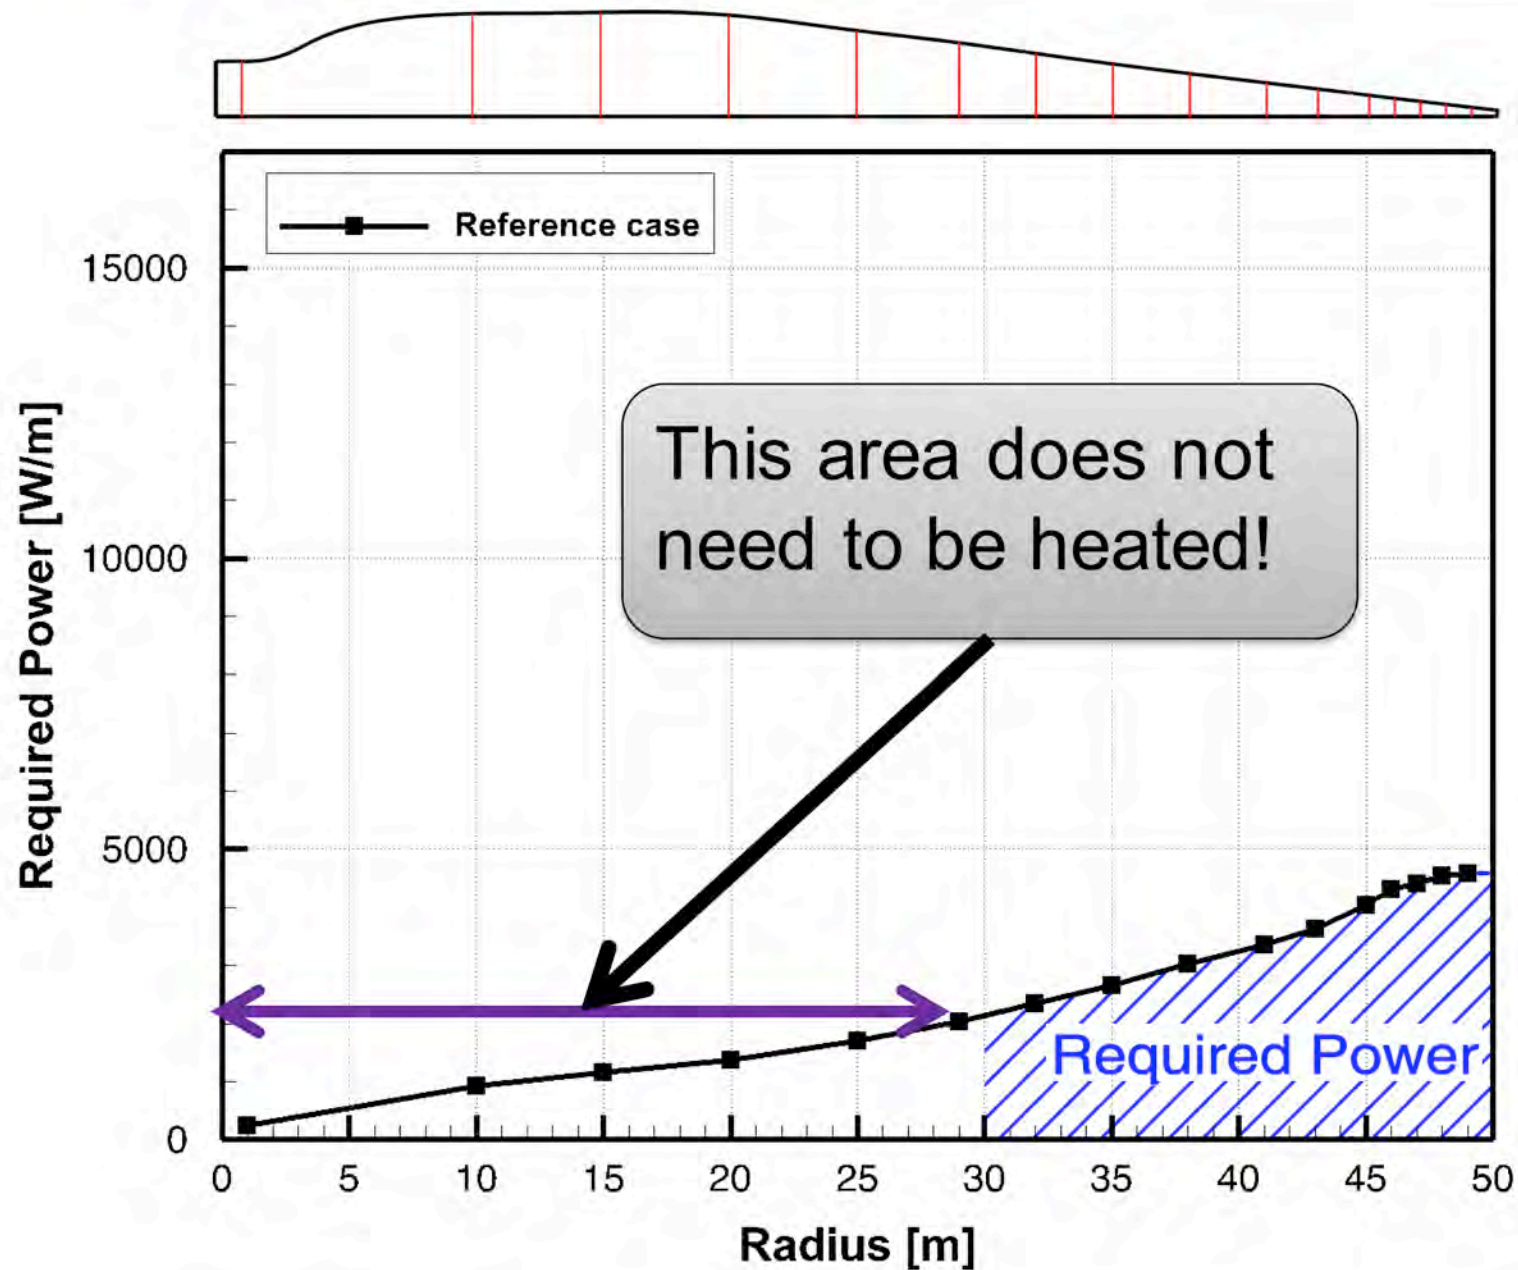 Reference case
15000
This area does not
need to be heated!
10000
Required Power [W/m]
5000
Required Power
0
0 5 10 15 20 25 30 35 40 45 50
Radius [m]